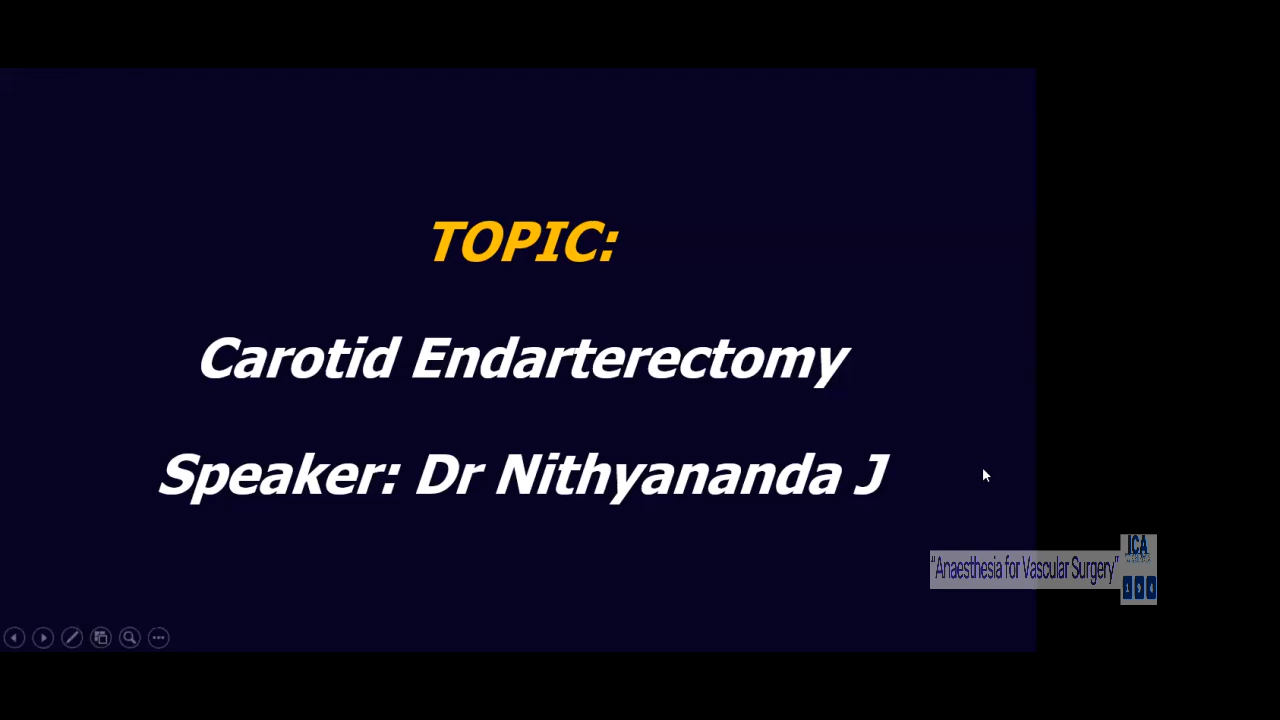 TOPIC:
Carotid Endarterectomy
Speaker: Dr Nithyananda J
"Anaesthesia for Vascular Surgery"
ICA